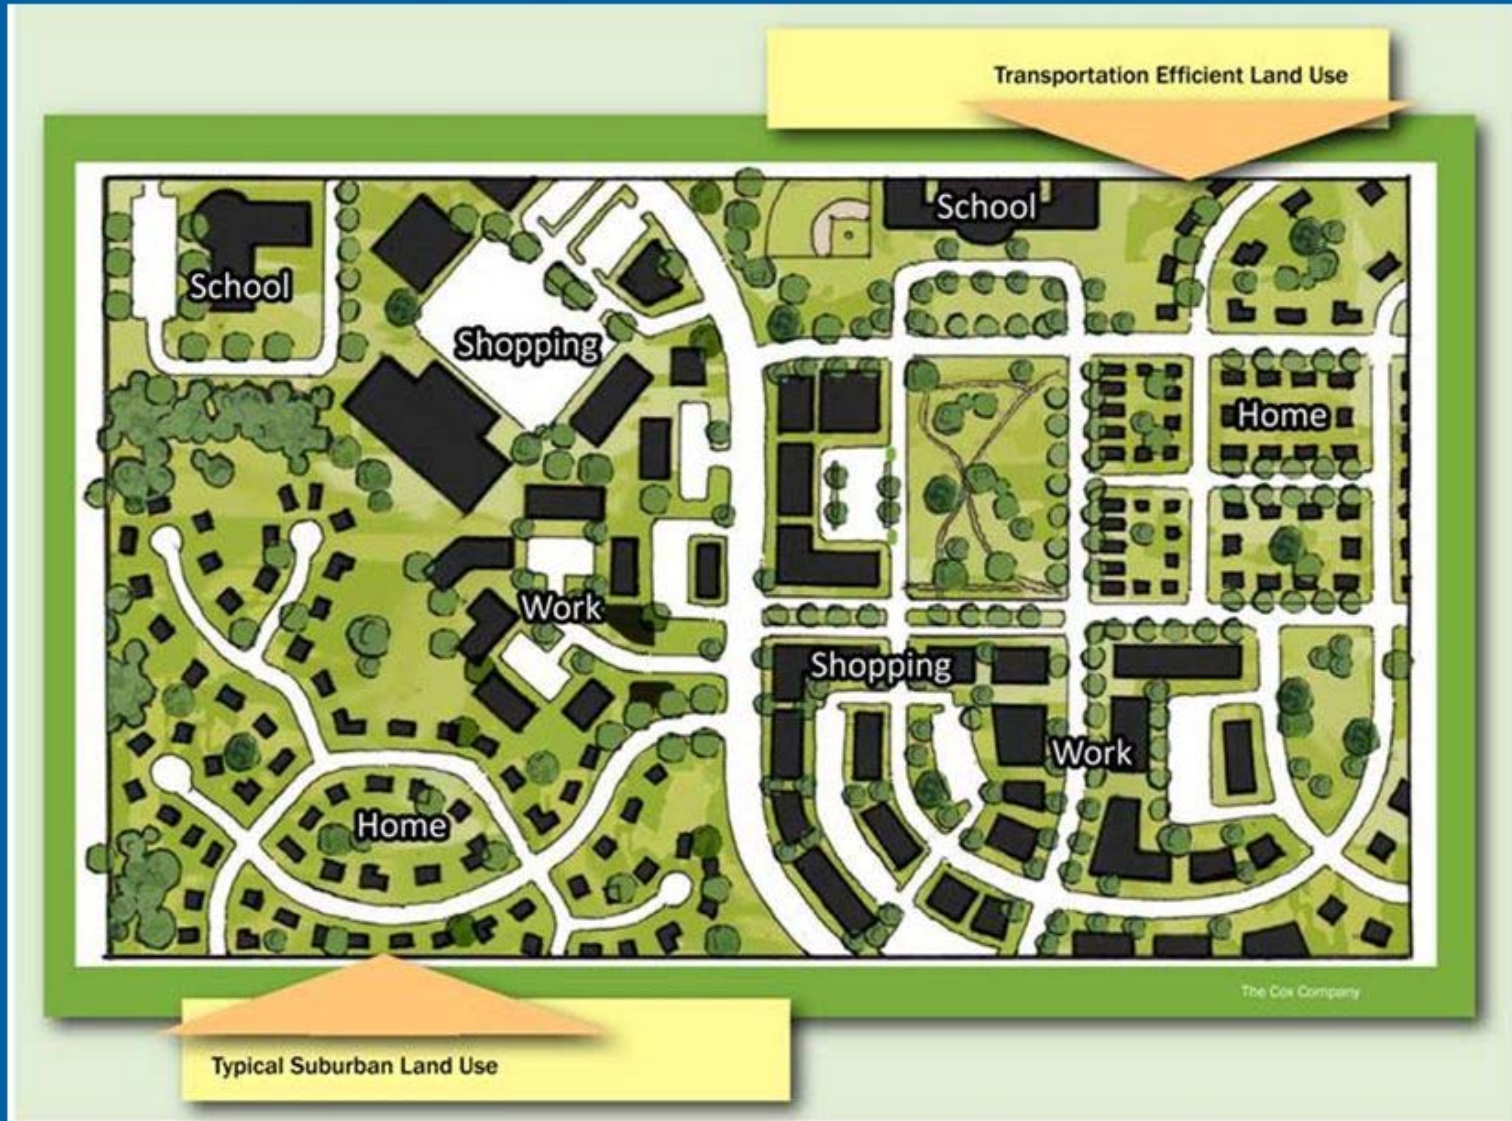 Transportation Efficient Land Use
School
School
Shopping
Home
Work
Shopping
Work
Home
The Cox Company
Typical Suburban Land Use